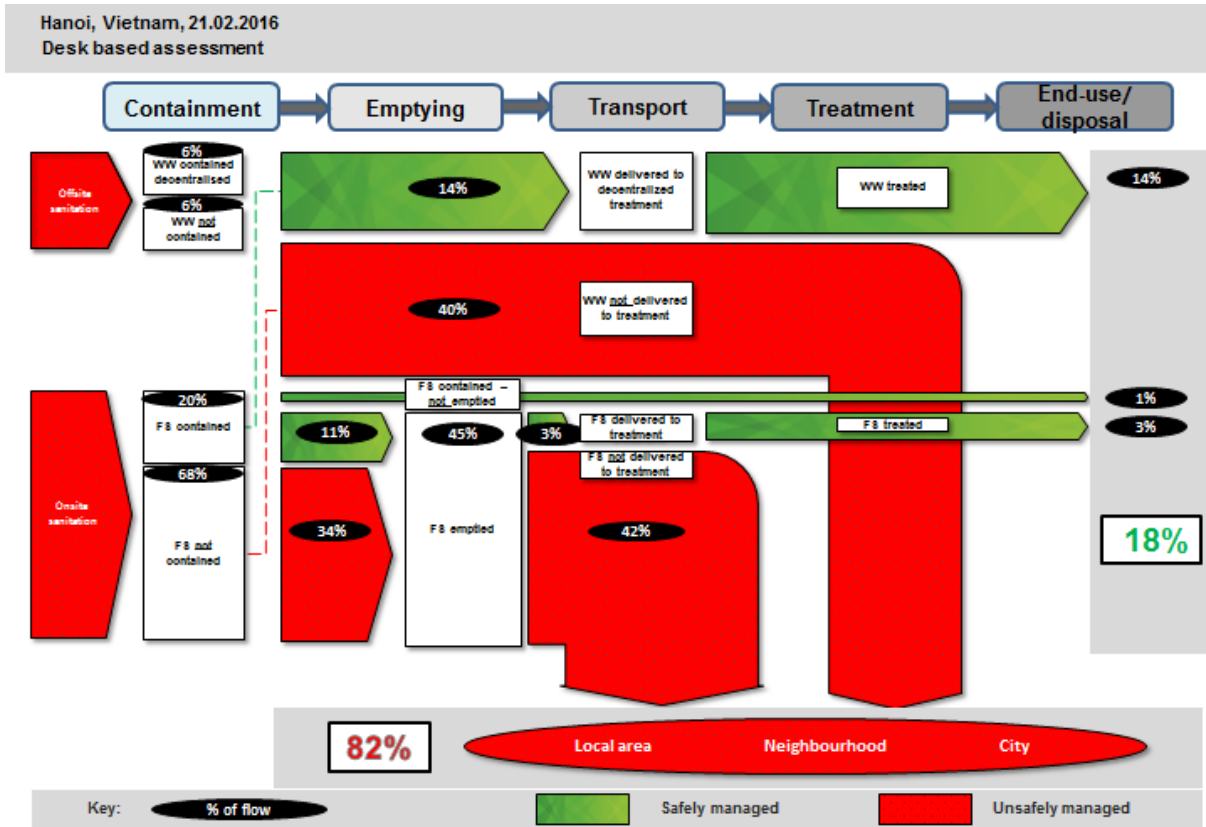 Hanoi, Vietnam, 21.02.2016
Desk based assessment
Containment
Emptying
Transport
Treatment
End-use/
disposal
Offsite
sanitation
6%
WW contained
decentralised
6%
WW not
contained
14%
WW delivered to
decentralized
treatment
WW treated
14%
40%
WW not delivered
to treatment
Onsite
sanitation
20%
FS contained
68%
FS not
contained
FS contained –
not emptied
1%
11%
45%
3%
FS delivered to
treatment
FS treated
3%
FS not delivered
to treatment
34%
FS emptied
42%
18%
82%
Local area
Neighbourhood
City
Key:
% of flow
Safely managed
Unsafely managed